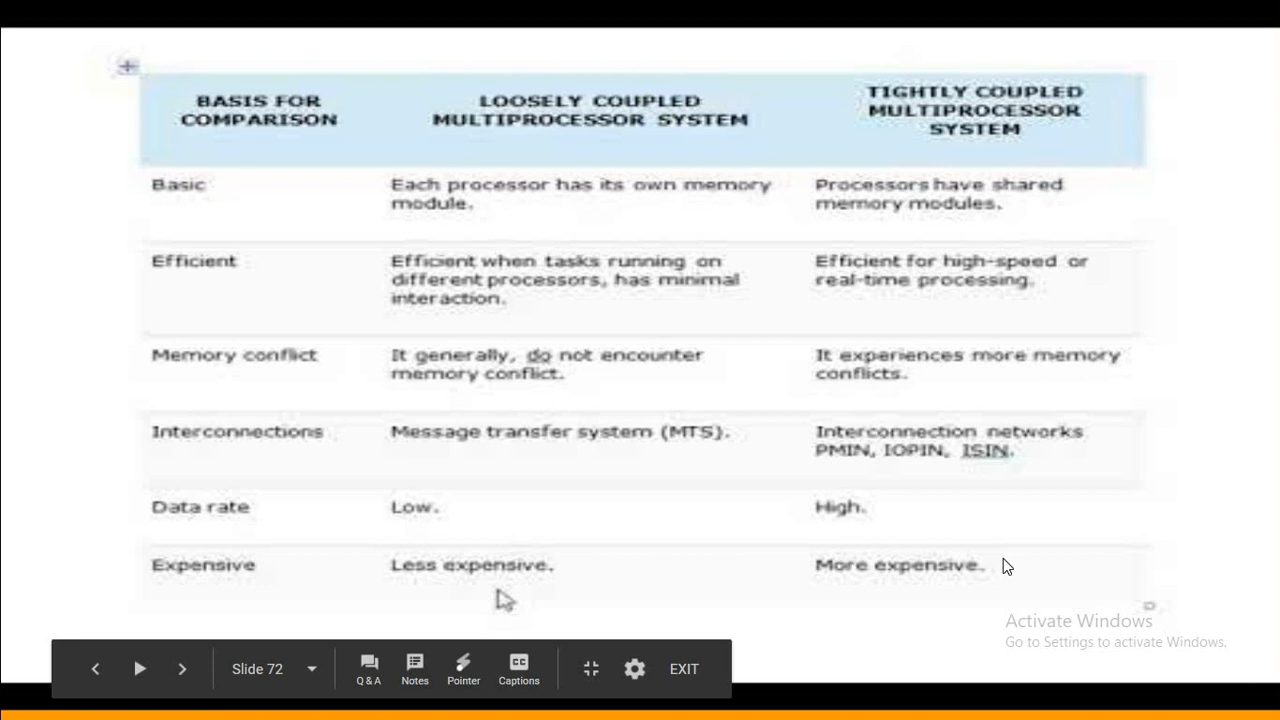 BASIS FOR
COMPARISON
LOOSELY COUPLED
MULTIPROCESSOR SYSTEM
TIGHTLY COUPLED
MULTIPROCESSOR
SYSTEM
Basic
Each processor has its own memory
module.
Processors have shared
memory modules.
Efficient
Efficient when tasks running on
different processors, has minimal
interaction.
Efficient for high-speed or
real-time processing.
Memory conflict
It generally, do not encounter
memory conflict.
It experiences more memory
conflicts.
Interconnections
Message transfer system (MTS).
Interconnection networks
PMIN, IOPIN, ISIN.
Data rate
Low.
High.
Expensive
Less expensive.
More expensive.
Activate Windows
Go to Settings to activate Windows.
Slide 72
Q & A
Notes
Pointer
CC
Captions
EXIT